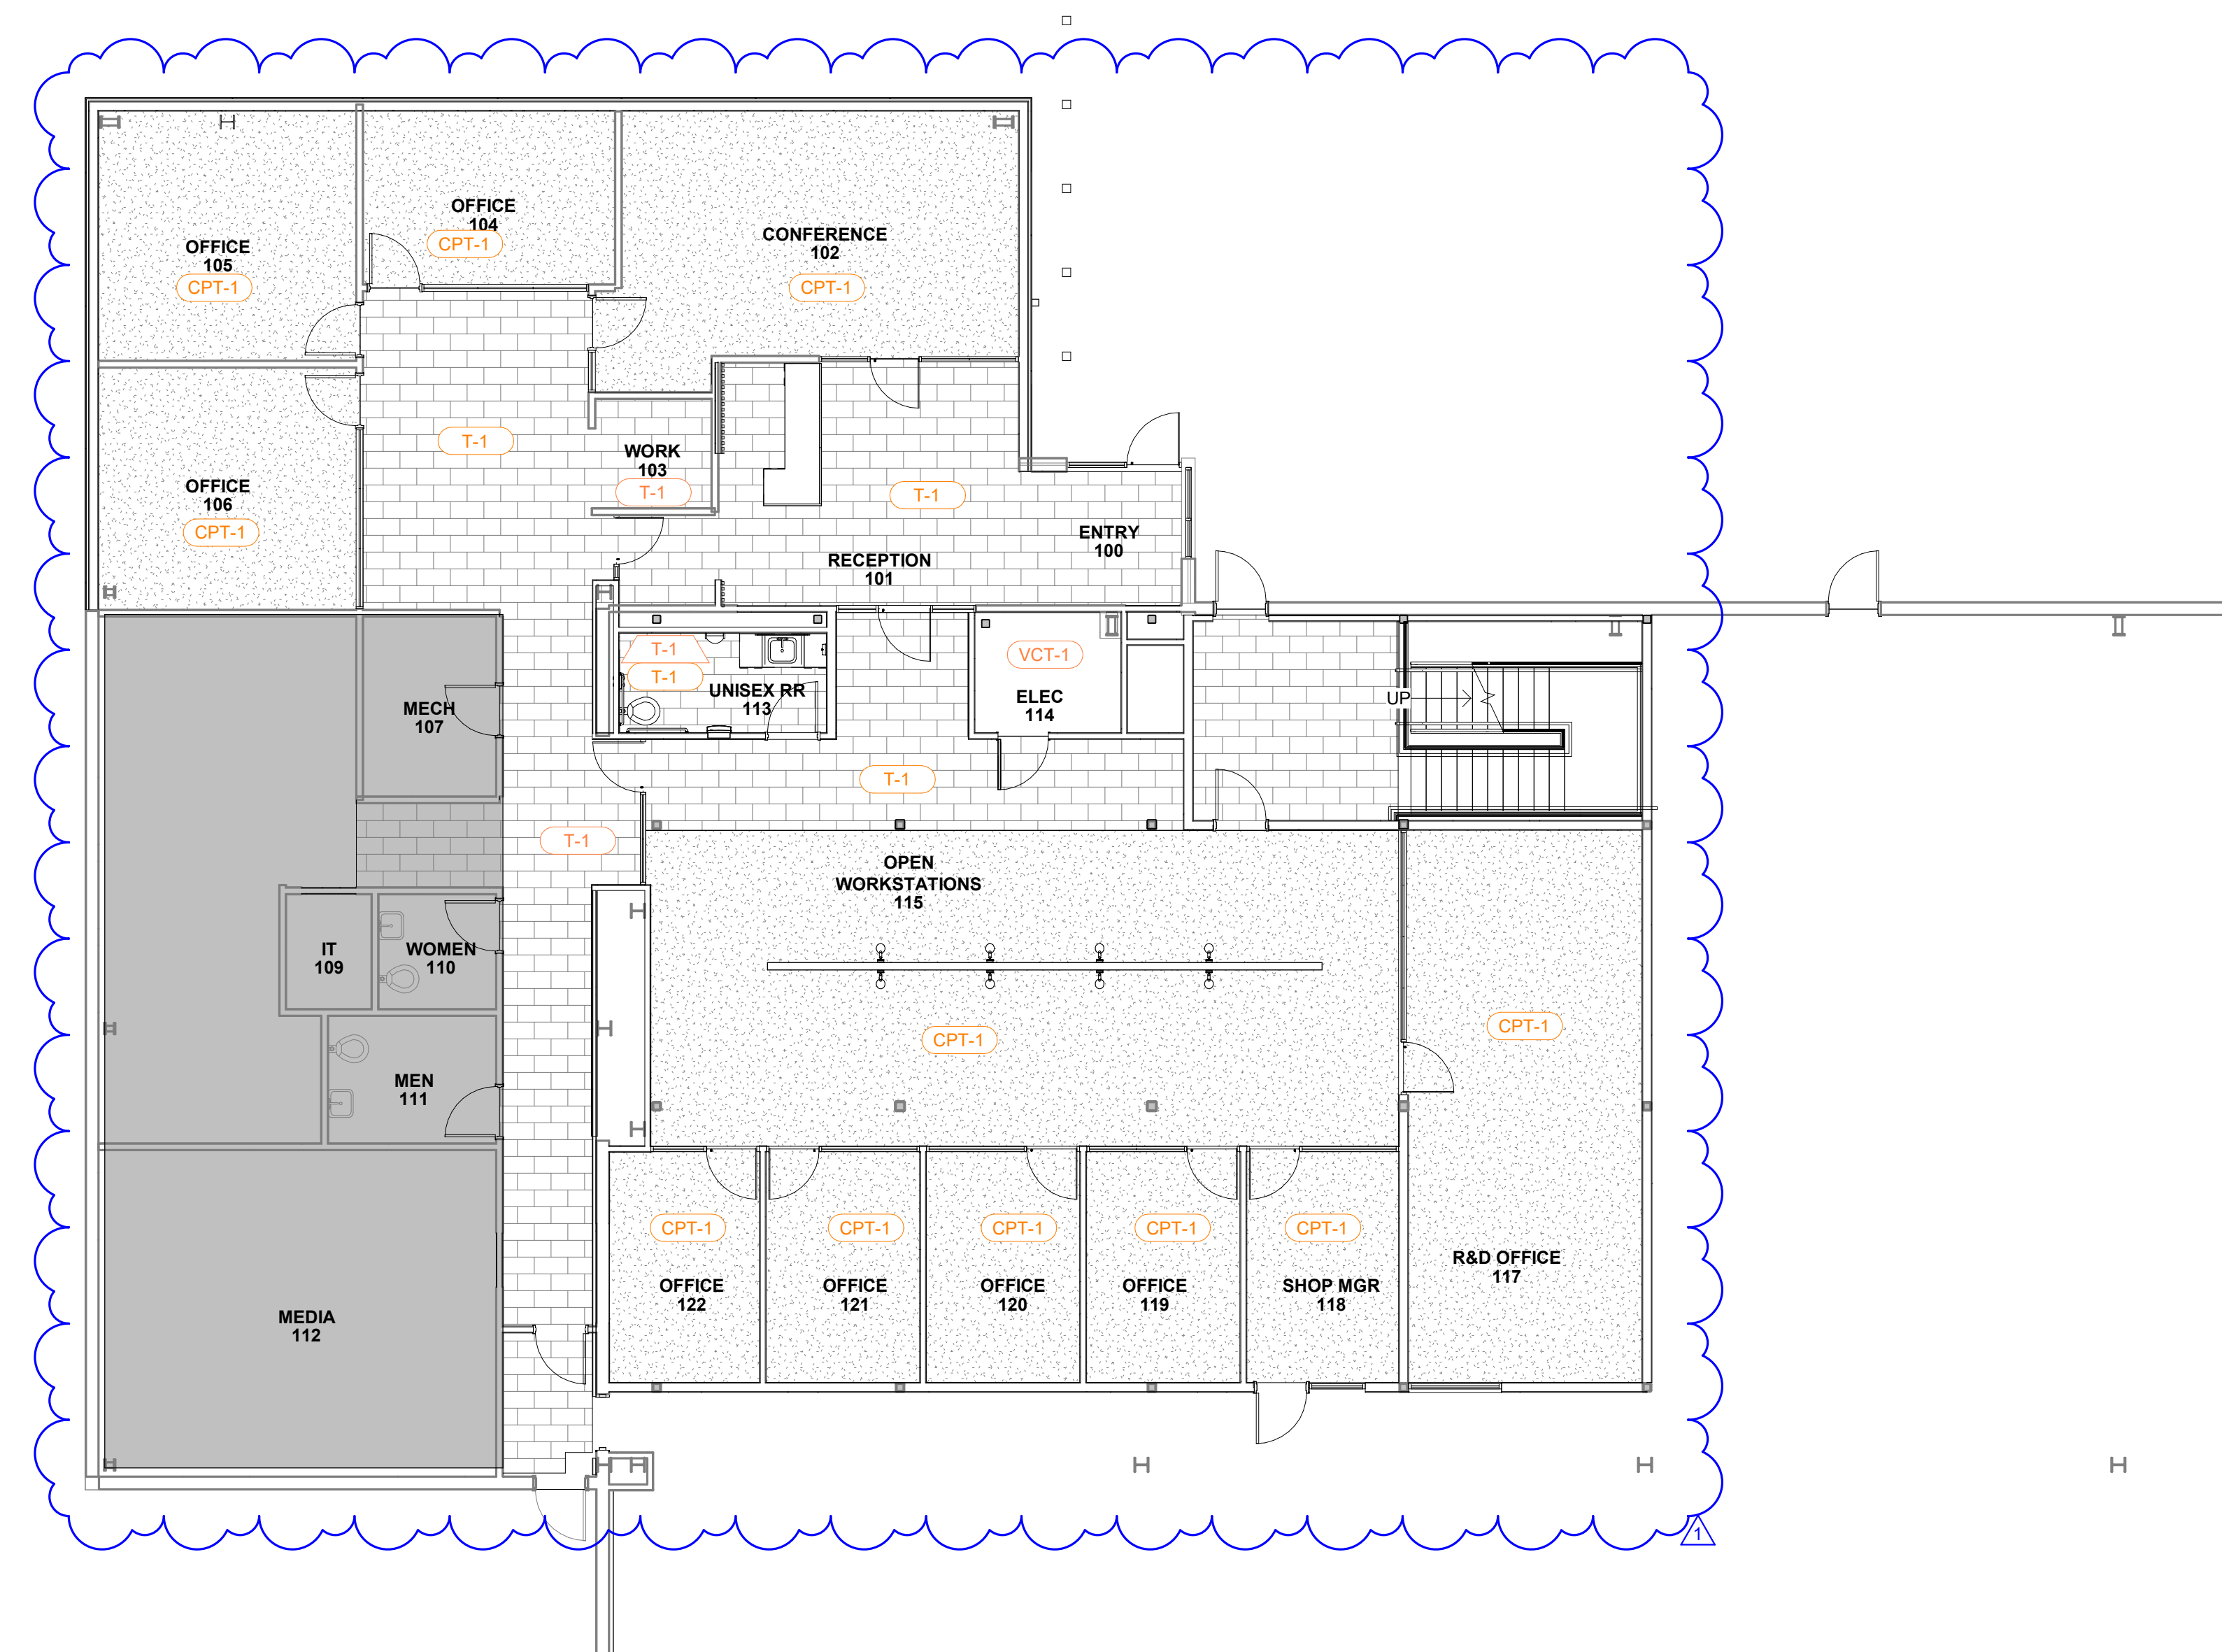 OFFICE
104
CPT-1
CONFERENCE
102
CPT-1
OFFICE
105
CPT-1
T-1
WORK
103
T-1
T-1
OFFICE
106
CPT-1
ENTRY
100
RECEPTION
101
T-1
T-1
UNISEX RR
113
VCT-1
ELEC
114
UP
MECH
107
T-1
T-1
OPEN
WORKSTATIONS
115
IT
109
WOMEN
110
CPT-1
CPT-1
MEN
111
CPT-1
CPT-1
CPT-1
CPT-1
CPT-1
R&D OFFICE
117
OFFICE
122
OFFICE
121
OFFICE
120
OFFICE
119
SHOP MGR
118
MEDIA
112
1